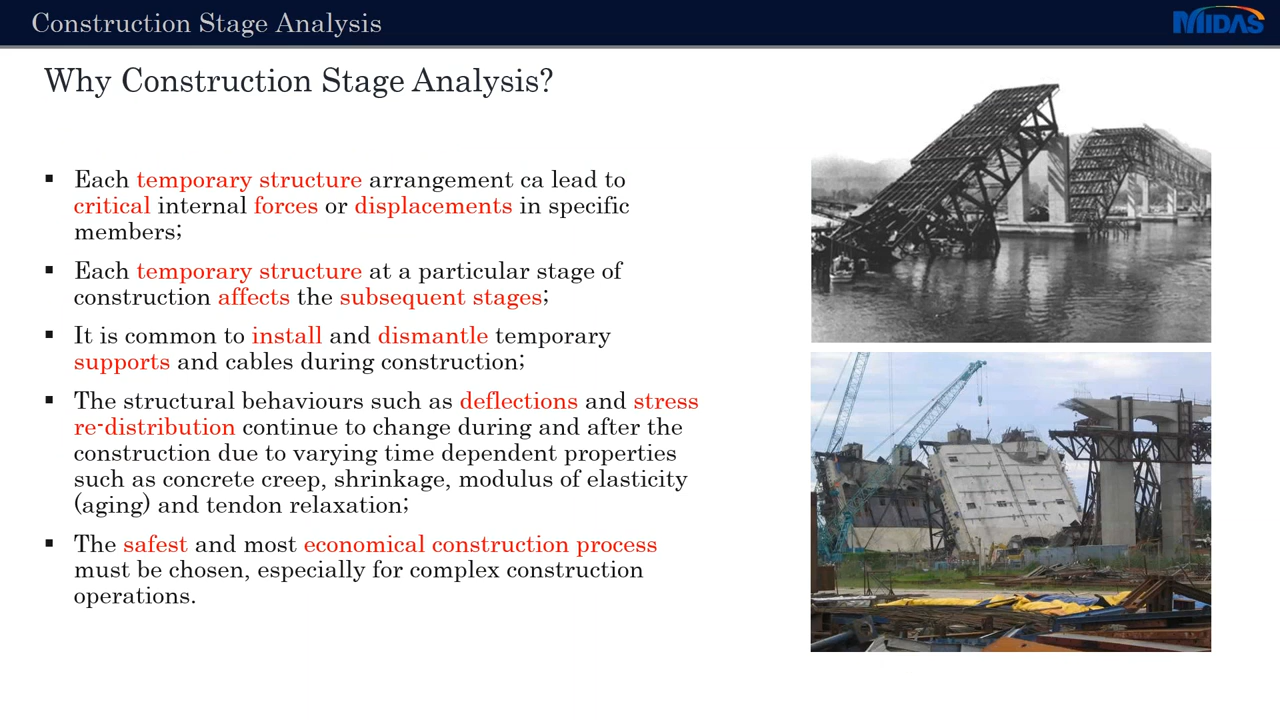 Construction Stage Analysis
MIDAS
Why Construction Stage Analysis?
▪ Each temporary structure arrangement ca lead to
critical internal forces or displacements in specific
members;
▪ Each temporary structure at a particular stage of
construction affects the subsequent stages;
▪ It is common to install and dismantle temporary
supports and cables during construction;
▪ The structural behaviours such as deflections and stress
re-distribution continue to change during and after the
construction due to varying time dependent properties
such as concrete creep, shrinkage, modulus of elasticity
(aging) and tendon relaxation;
▪ The safest and most economical construction process
must be chosen, especially for complex construction
operations.